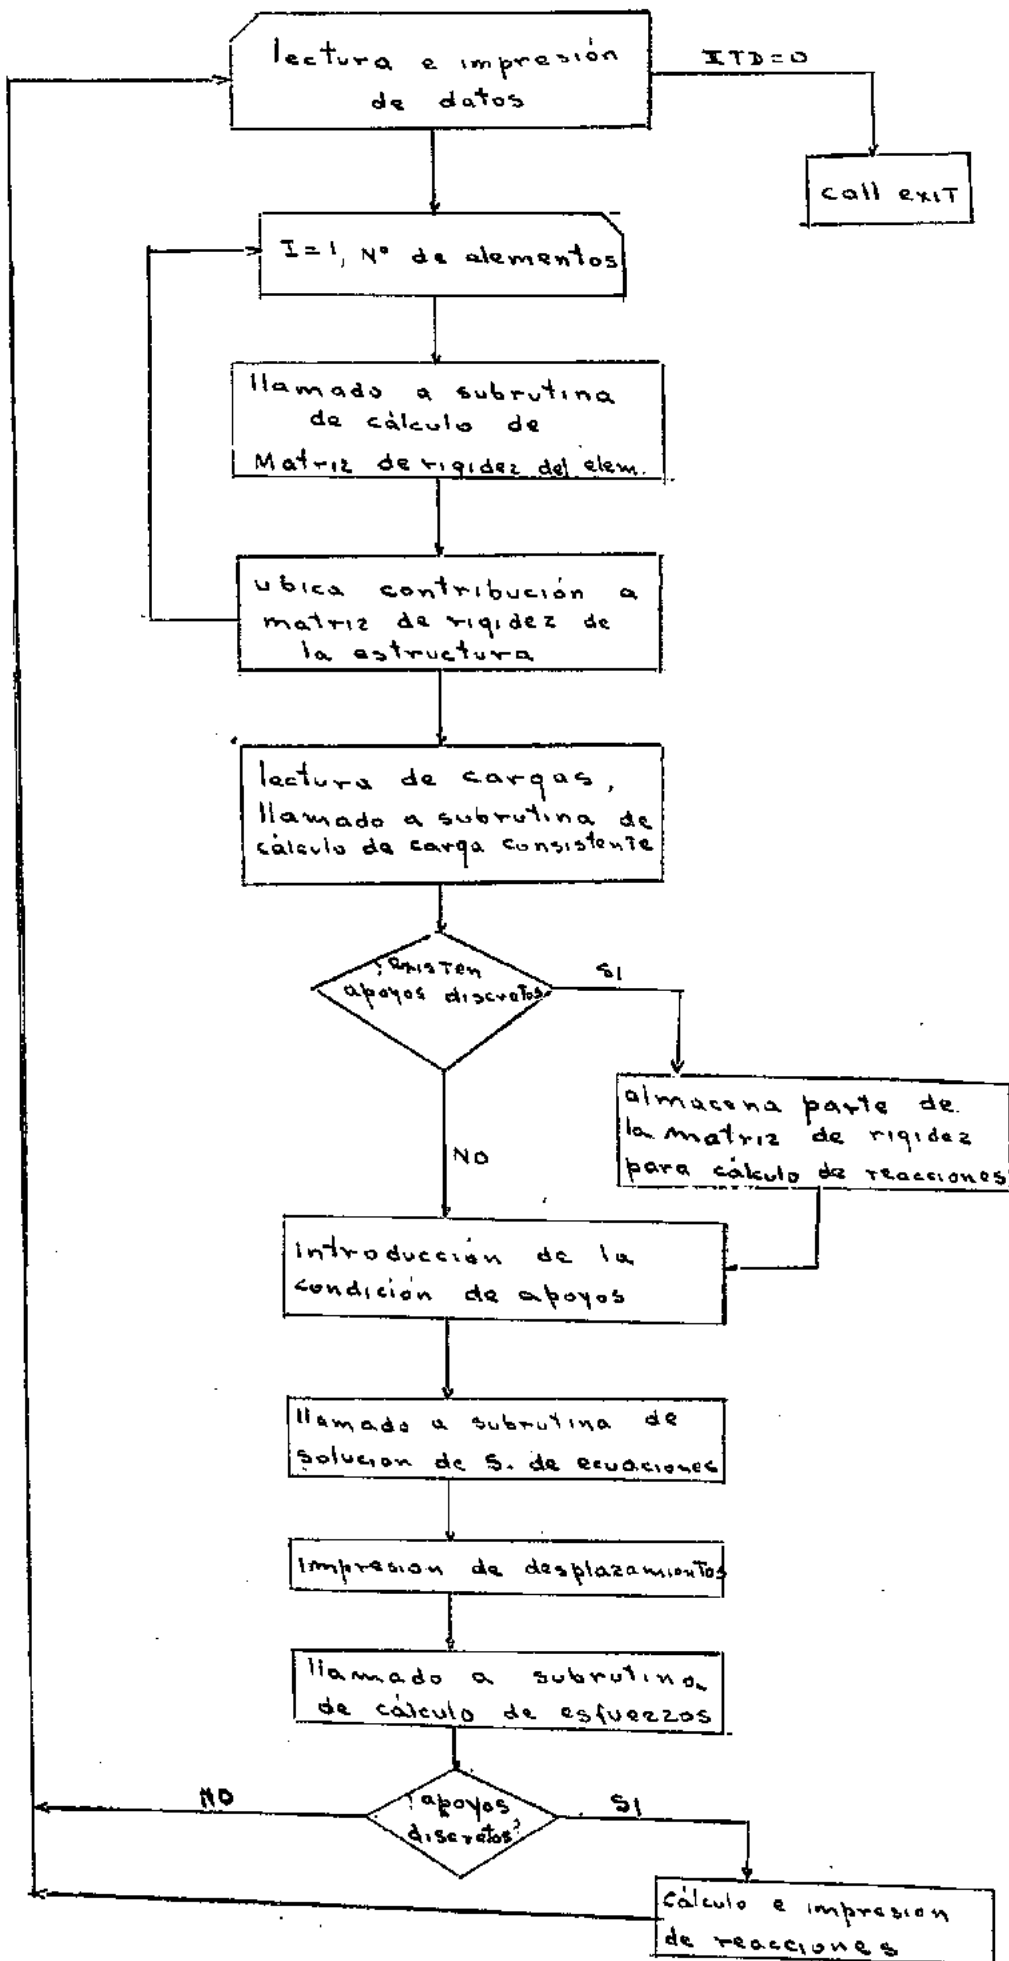 lectura e impresión
de datos
ITD=0
call exIT
I=1, Nº de elementos
llamado a subrutina
de cálculo de
Matriz de rigidez del elem.
ubica contribución a
matriz de rigidez de
la estructura
lectura de cargas,
llamado a subrutina de
cálculo de carga consistente
¿existen
apoyos discretos
SI
almacena parte de
la matriz de rigidez
para cálculo de reacciones
NO
introducción de la
condición de apoyos
llamado a subrutina de
solucion de S. de ecuaciones
impresion de desplazamientos
llamado a subrutina
de cálculo de esfuerzos
¿apoyos
discretos?
NO
SI
cálculo e impresion
de reacciones